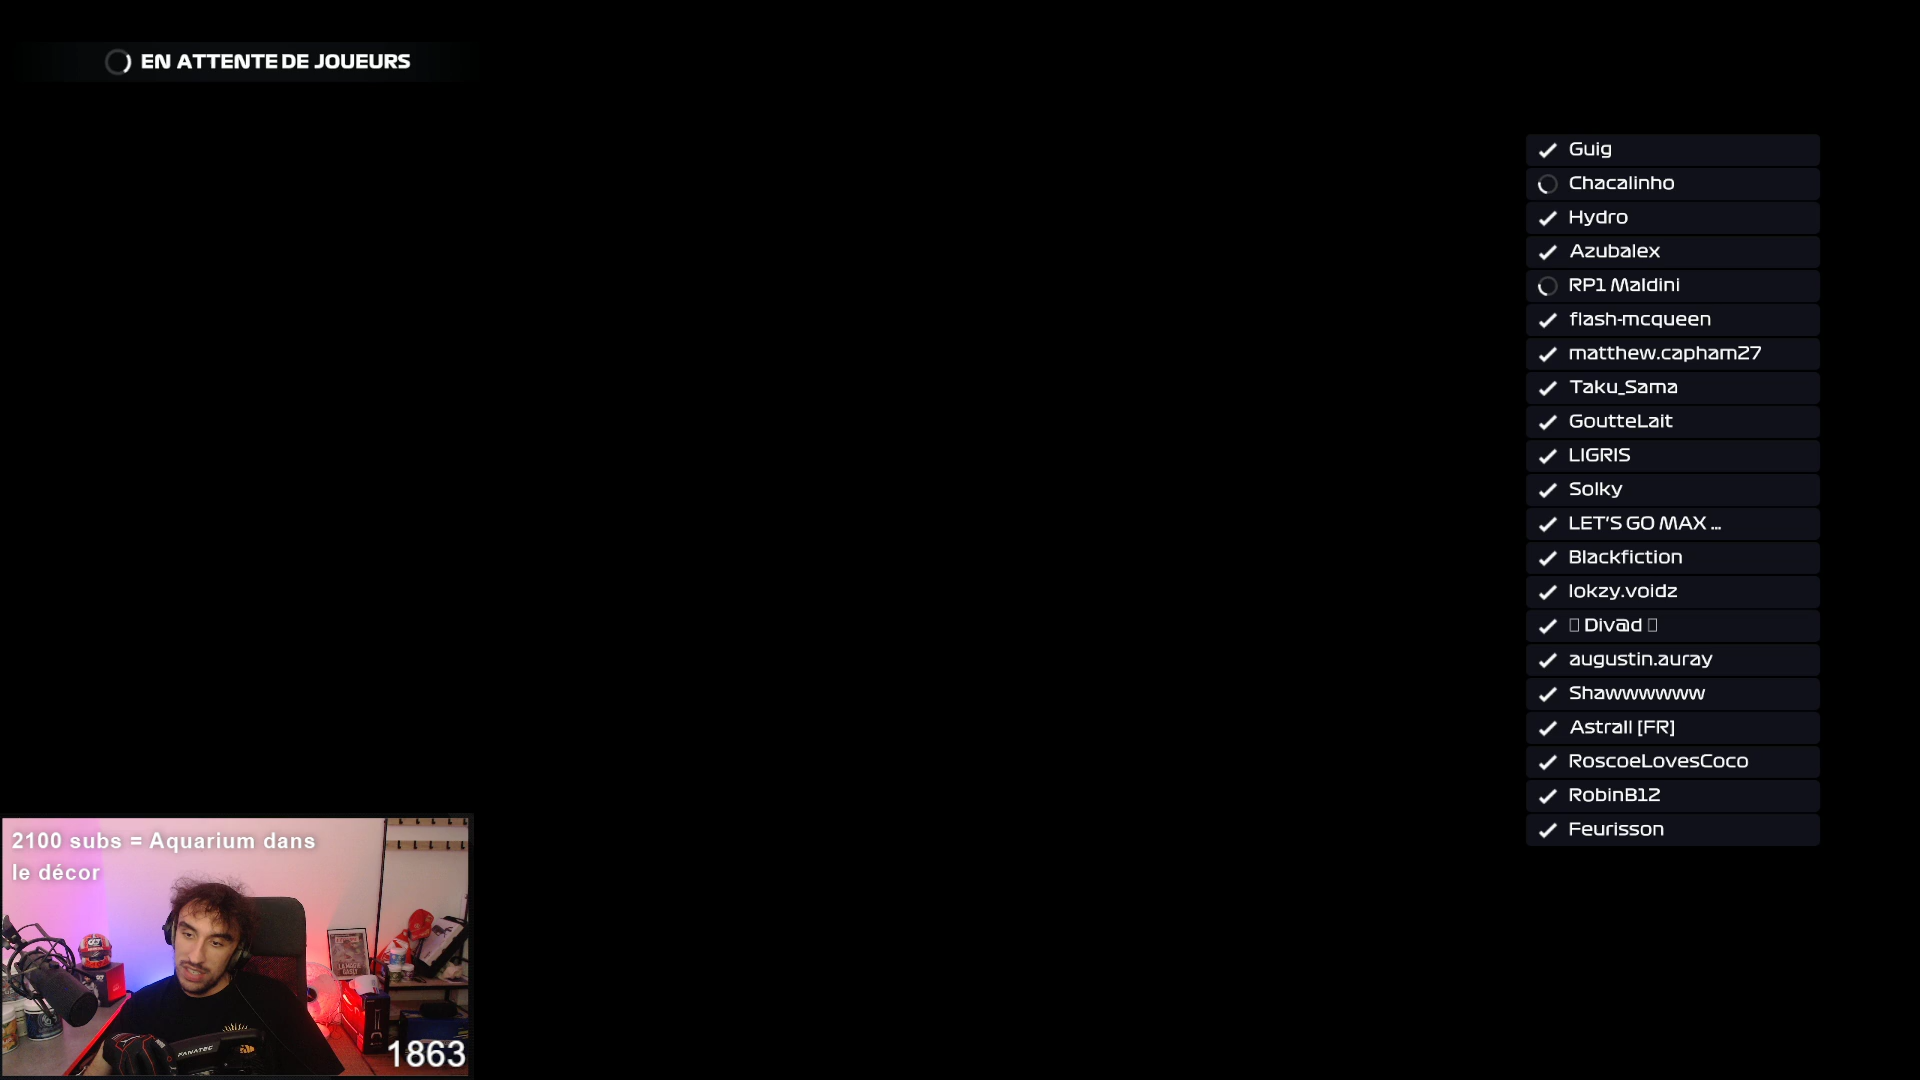 EN ATTENTE DE JOUEURS
Guig
Chacalinho
Hydro
Azubalex
RP1 Maldini
flash-mcqueen
matthew.capham27
Taku_Sama
GoutteLait
LIGRIS
Solky
LET'S GO MAX ...
Blackfiction
lokzy.voidz
Div@d
augustin.auray
Shawwwwww
Astrall [FR]
RoscoeLovesCoco
RobinB12
Feurisson
2100 subs = Aquarium dans
le décor
FANATEC
1863